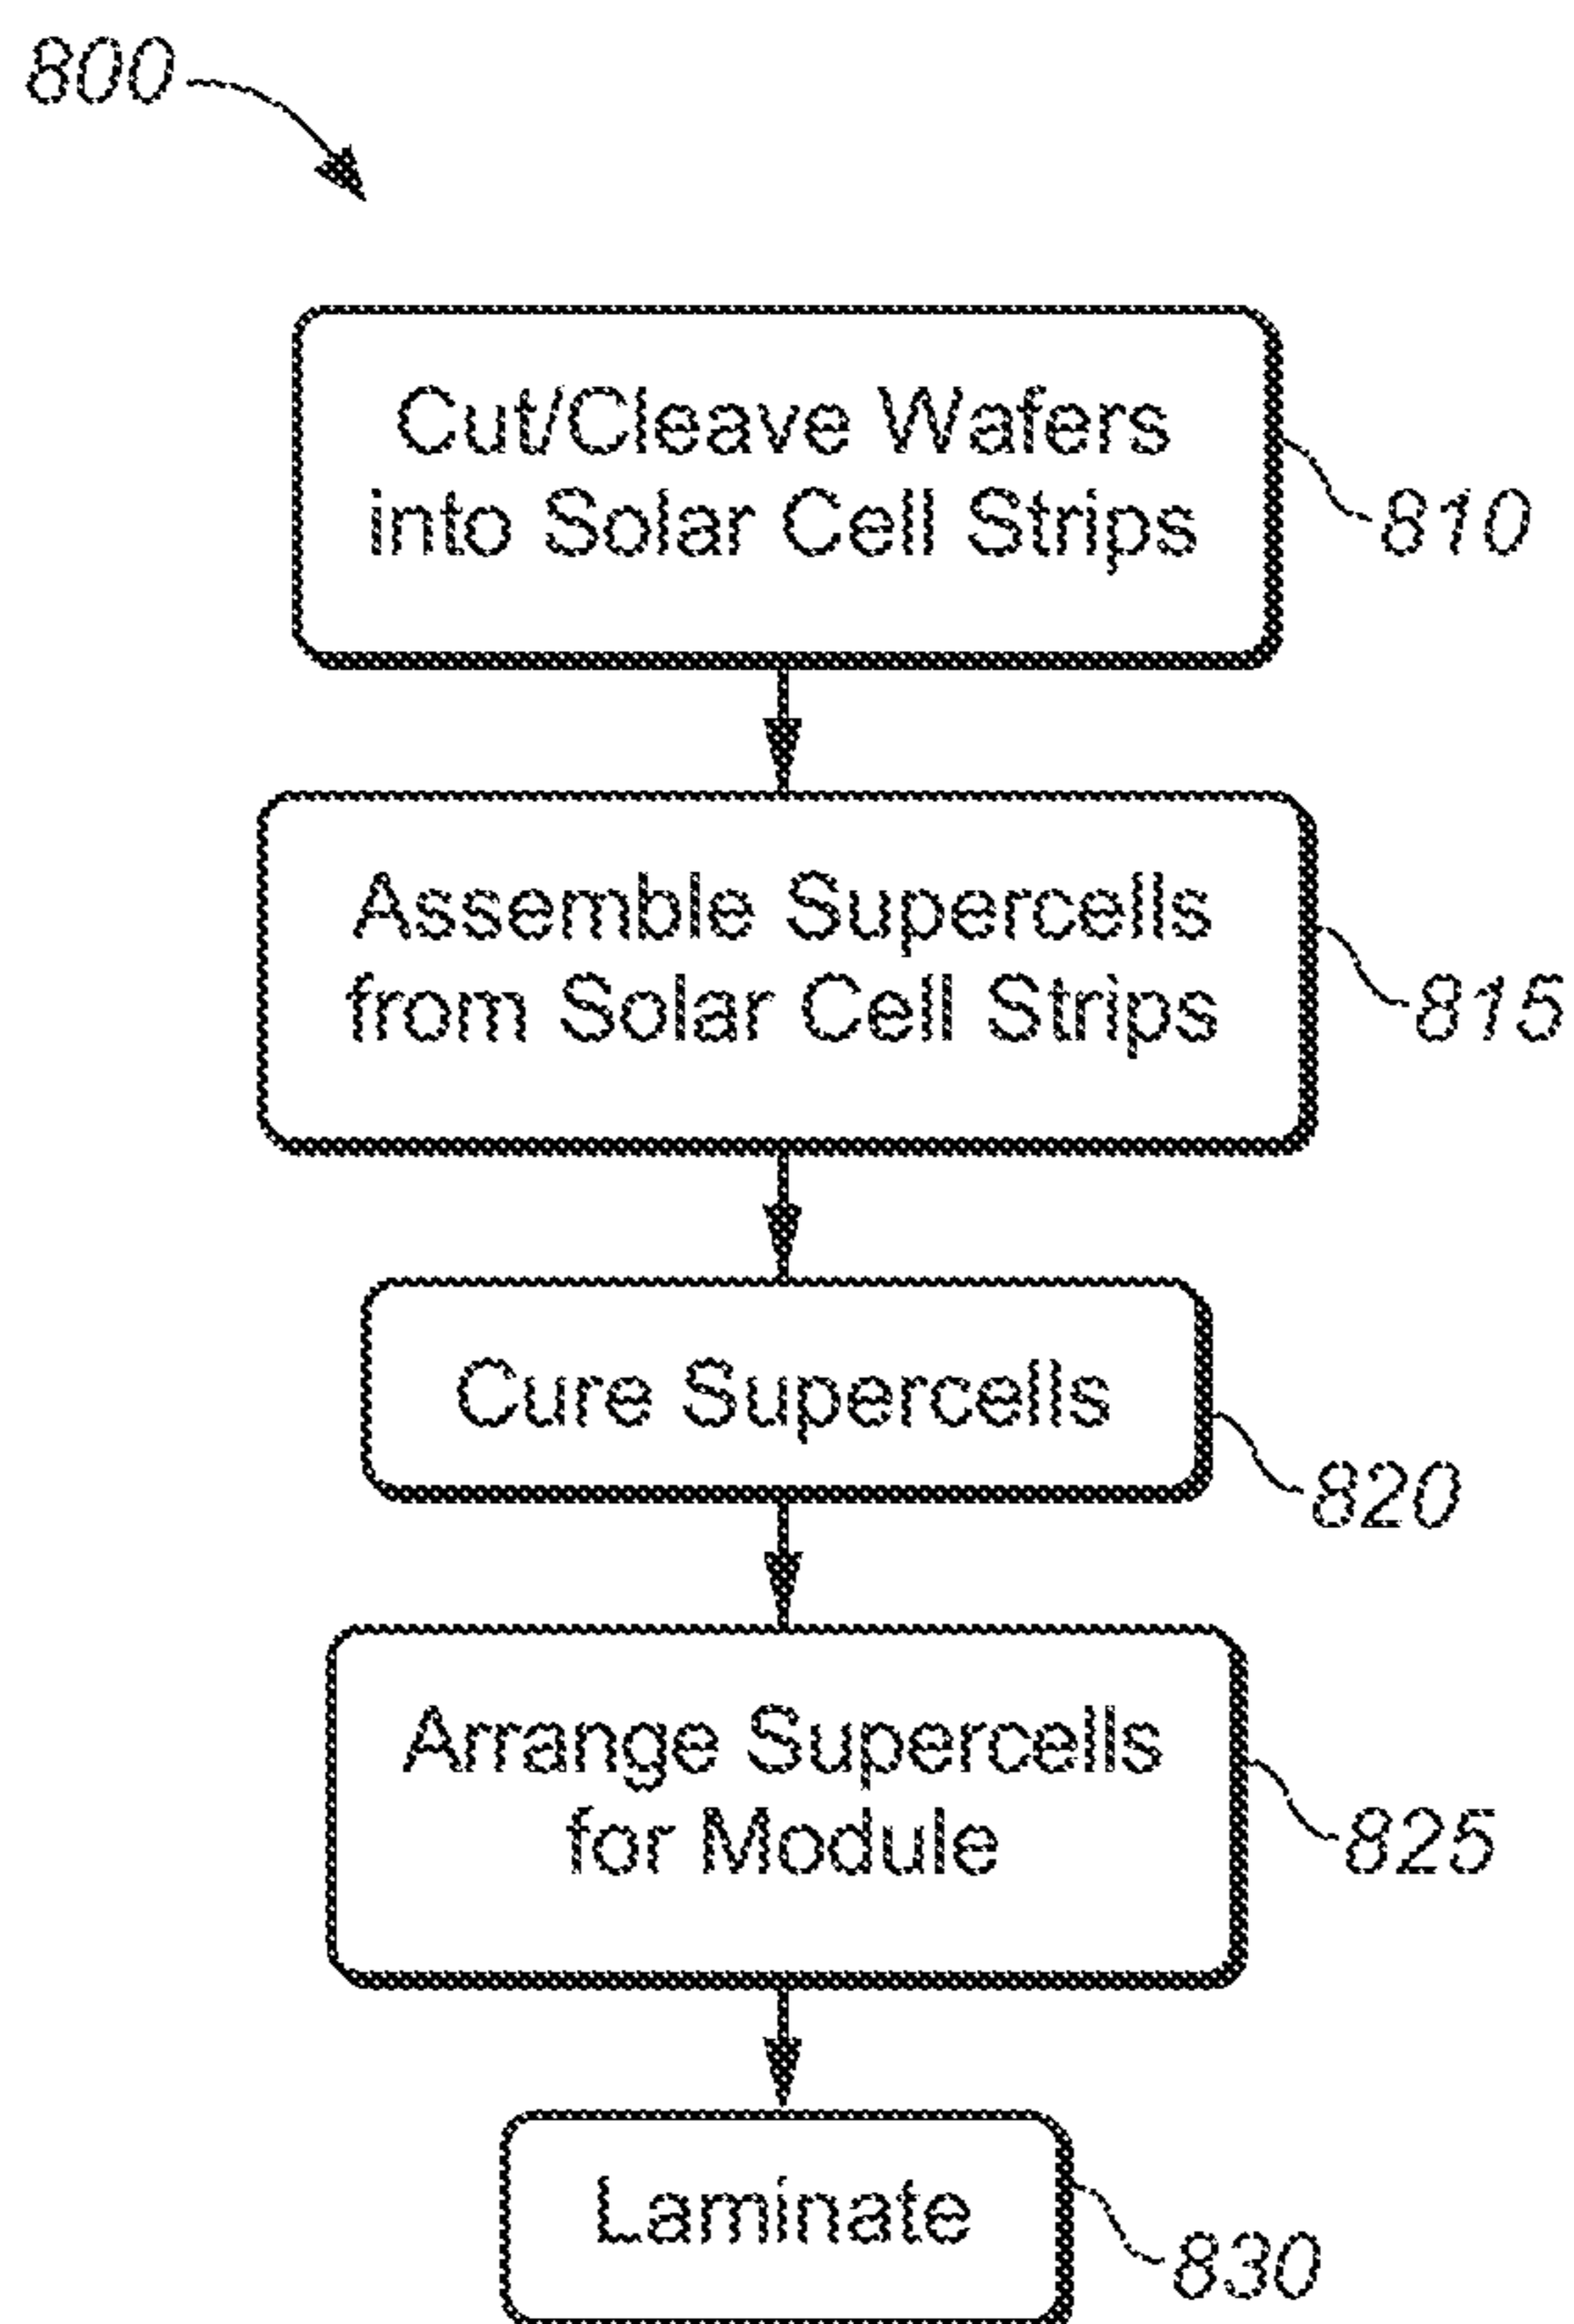 800
Cut/Cleave Wafers
into Solar Cell Strips
810
Assemble Supercells
from Solar Cell Strips
815
Cure Supercells
820
Arrange Supercells
for Module
825
Laminate
830